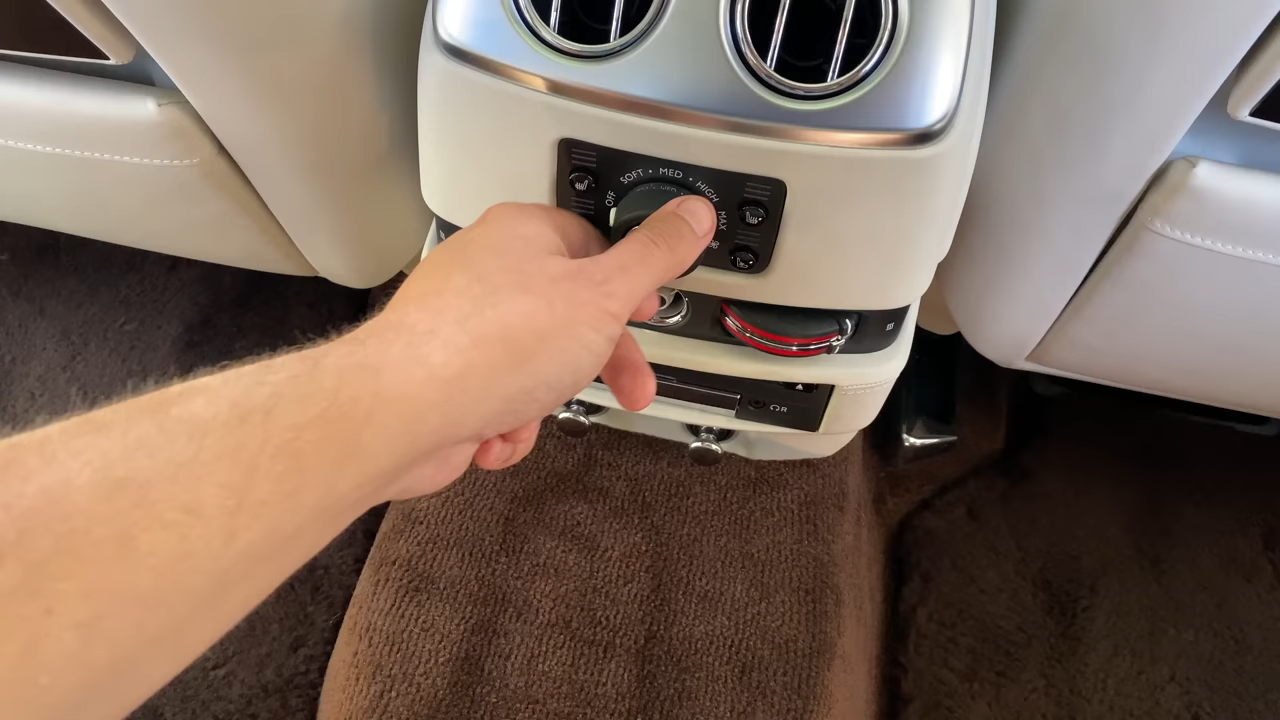 OFF SOFT • MED • HIGH MAX
R